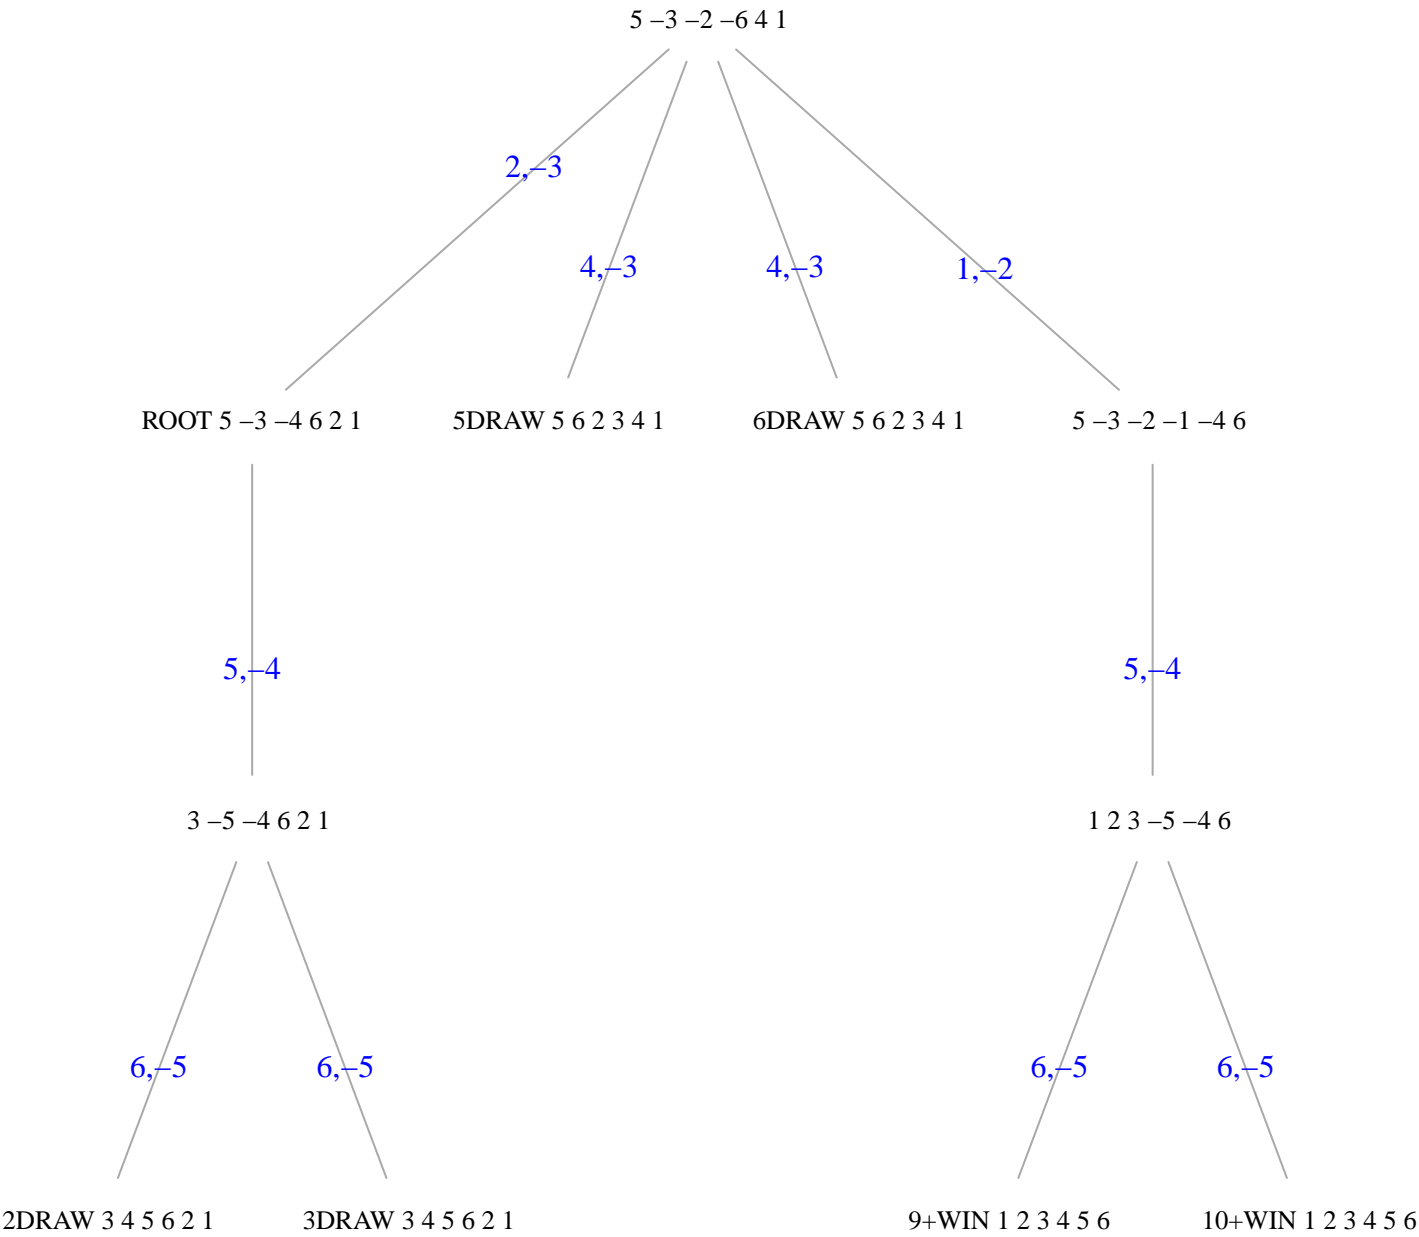 5 –3 –2 –6 4 1
2,–3
4,–3
4,–3
1,–2
ROOT 5 –3 –4 6 2 1
5DRAW 5 6 2 3 4 1
6DRAW 5 6 2 3 4 1
5 –3 –2 –1 –4 6
5,–4
5,–4
3 –5 –4 6 2 1
1 2 3 –5 –4 6
6,–5
6,–5
6,–5
6,–5
2DRAW 3 4 5 6 2 1
3DRAW 3 4 5 6 2 1
9+WIN 1 2 3 4 5 6
10+WIN 1 2 3 4 5 6